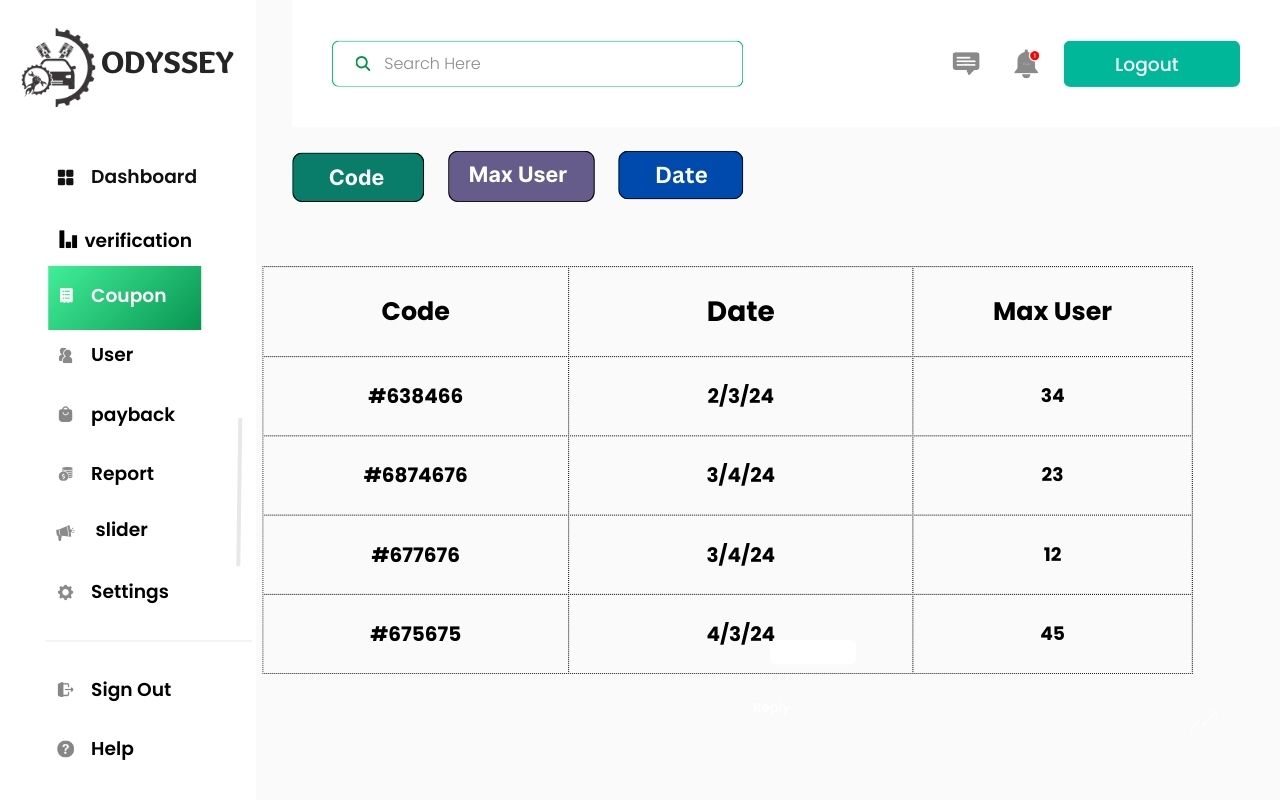 ODYSSEY
Search Here
1
Logout
Dashboard
verification
Coupon
User
payback
Report
slider
Settings
Sign Out
Help
Code Max User Date
Code Date Max User
#638466 2/3/24 34
#6874676 3/4/24 23
#677676 3/4/24 12
#675675 4/3/24 45
Reply